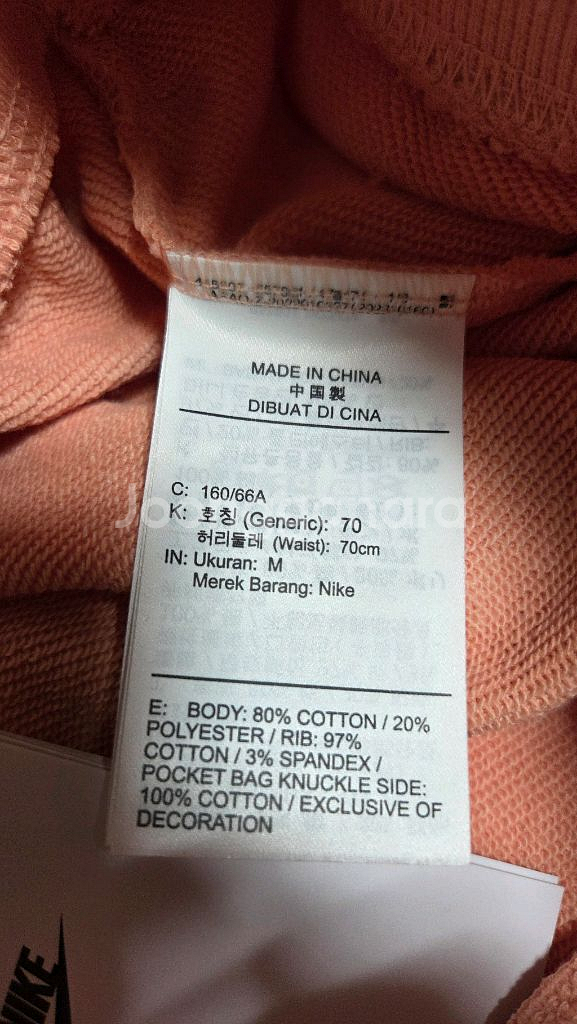 MADE IN CHINA
中国製
DIBUAT DI CINA
C: 160/66A
K: 호칭 (Generic): 70
허리둘레 (Waist): 70cm
IN: Ukuran: M
Merek Barang: Nike
E: BODY: 80% COTTON / 20%
POLYESTER / RIB: 97%
COTTON / 3% SPANDEX /
POCKET BAG KNUCKLE SIDE:
100% COTTON / EXCLUSIVE OF
DECORATION
NIKE